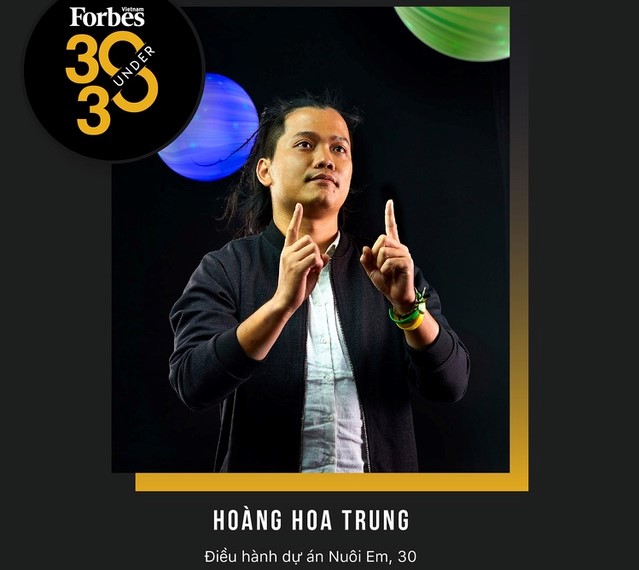 Vietnam
Forbes
30
UNDER
30
HOÀNG HOA TRUNG
Điều hành dự án Nuôi Em, 30